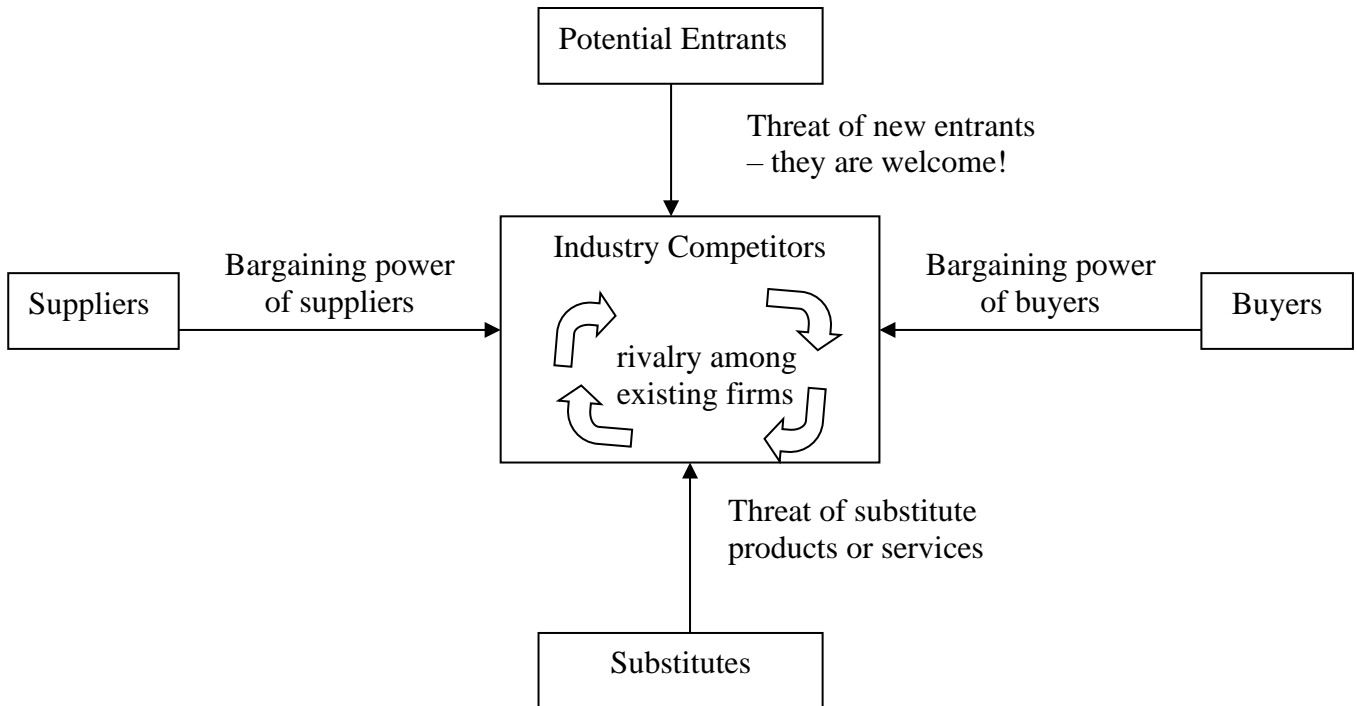 Potential Entrants
Threat of new entrants
– they are welcome!
Industry Competitors
Bargaining power
of suppliers
Bargaining power
of buyers
Suppliers
Buyers
rivalry among
existing firms
Threat of substitute
products or services
Substitutes